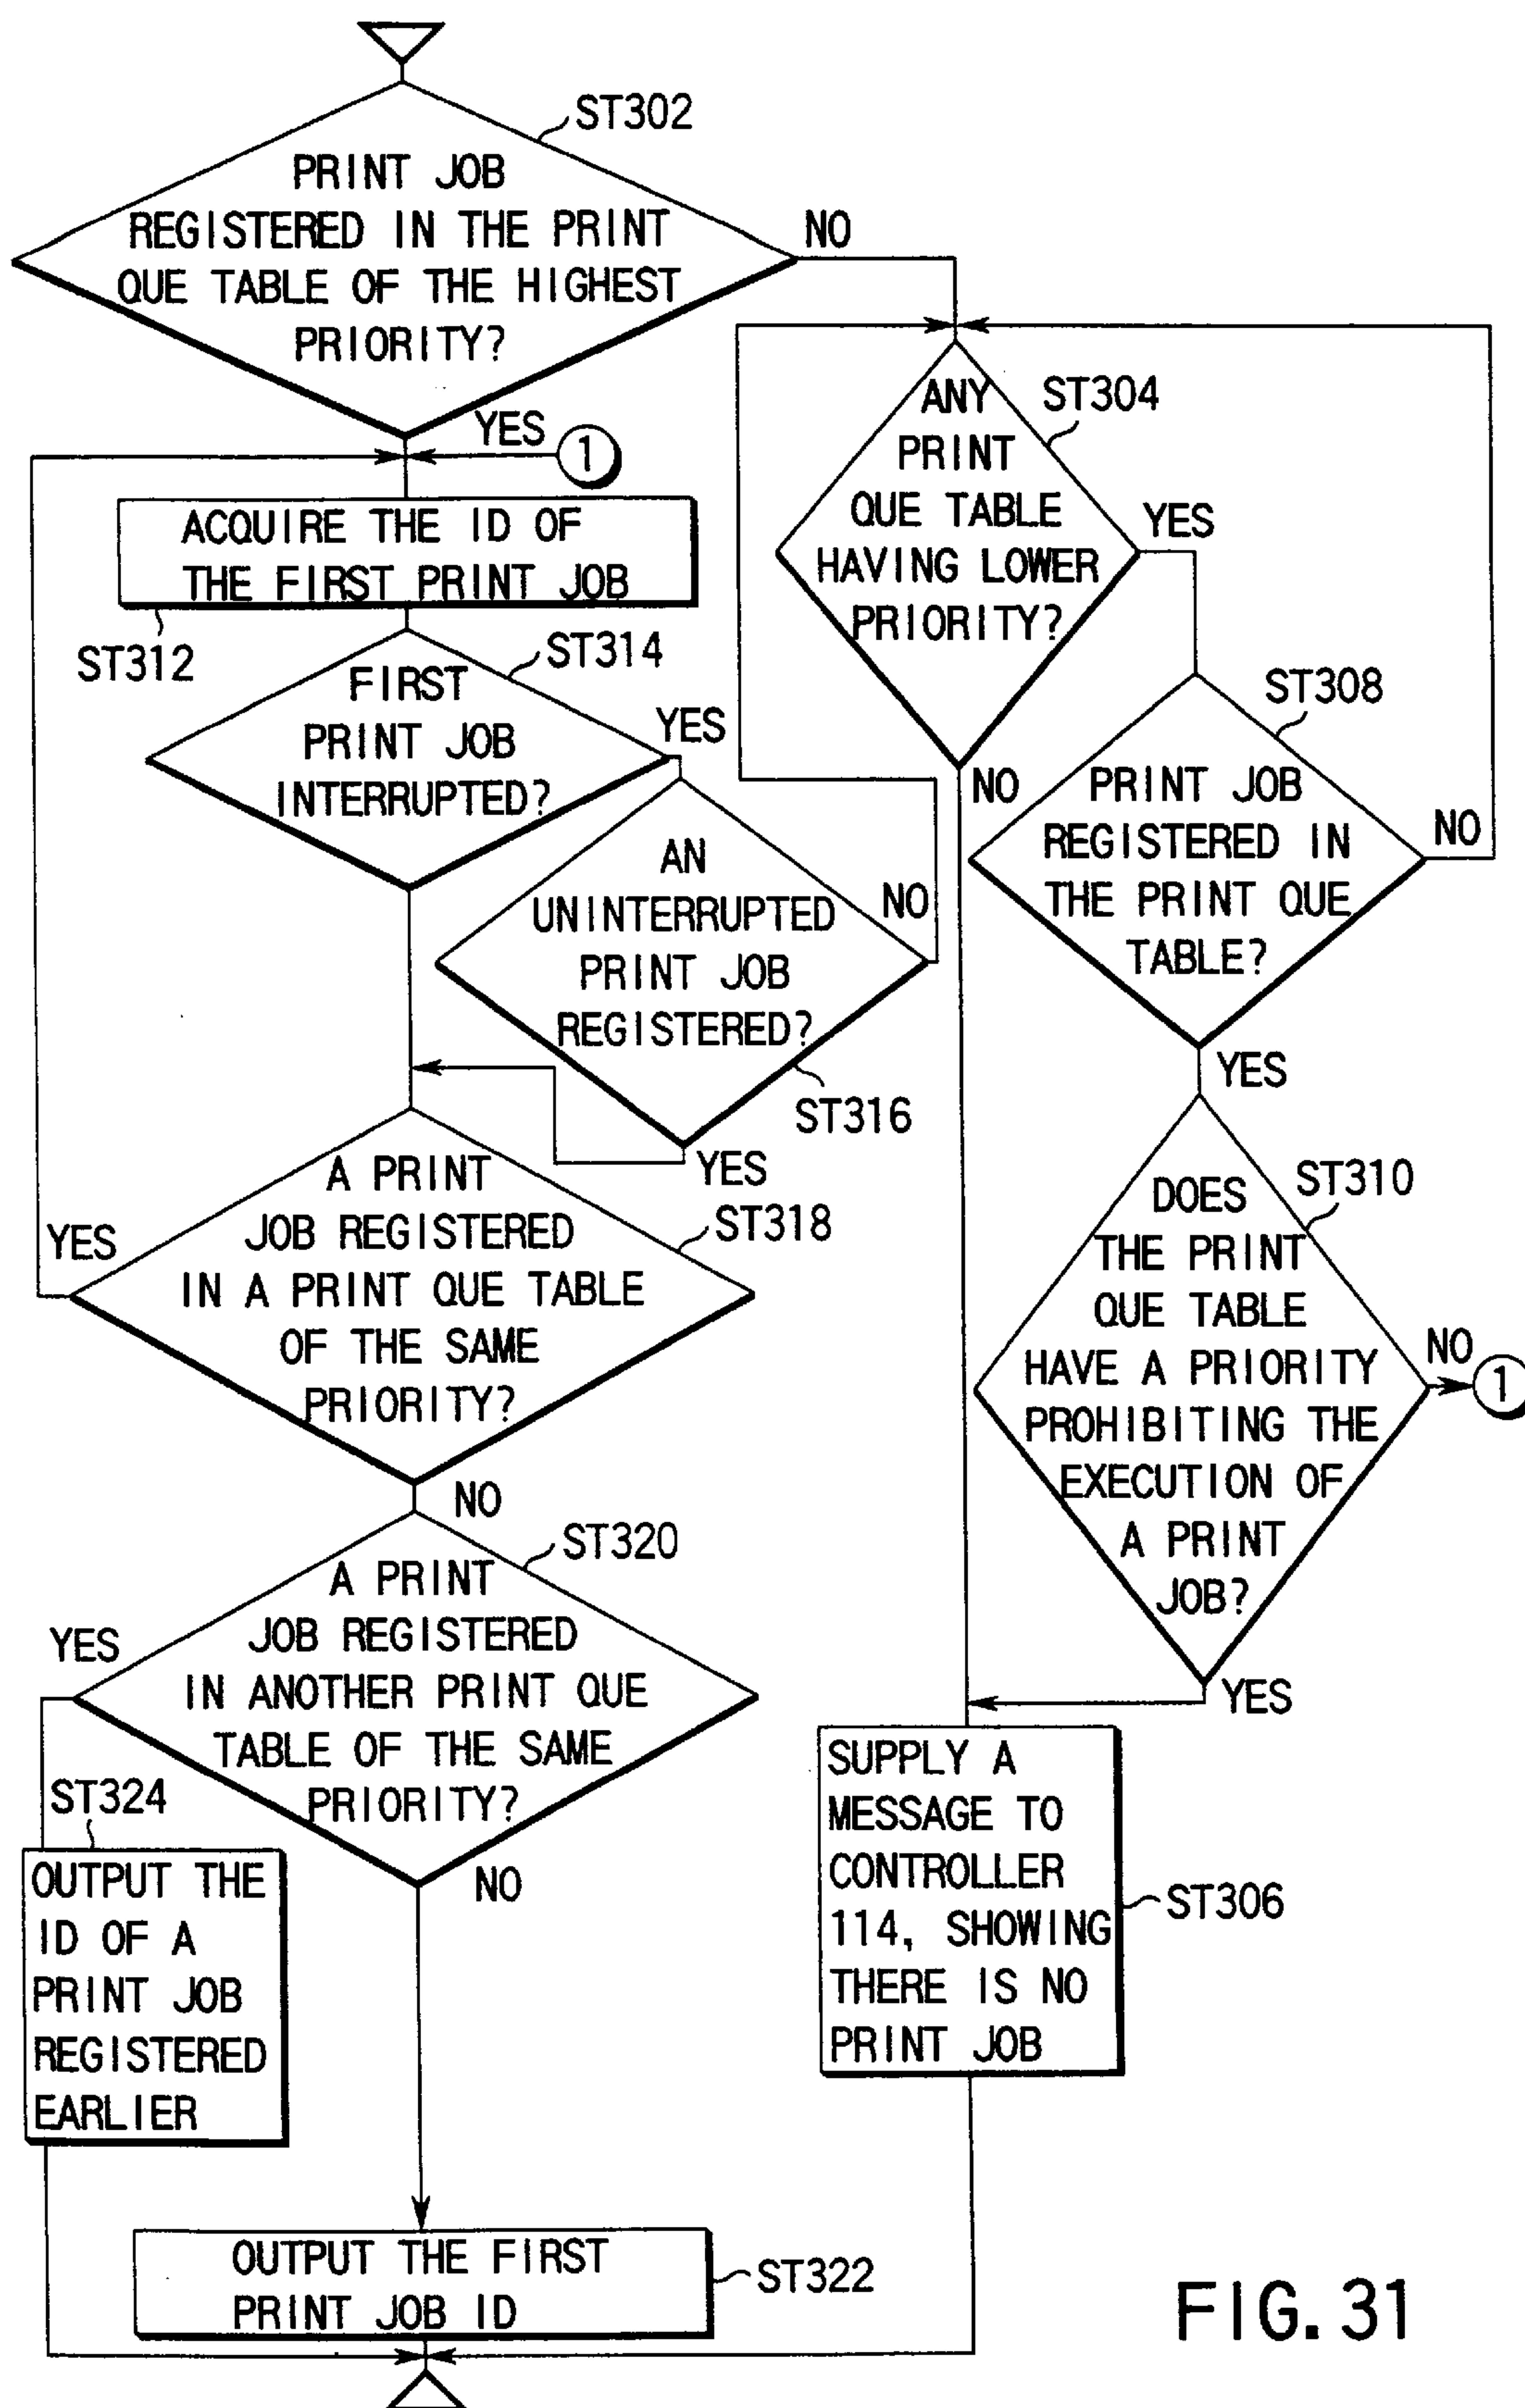 ST302
PRINT JOB
REGISTERED IN THE PRINT
QUE TABLE OF THE HIGHEST
PRIORITY?
NO
YES
1
ACQUIRE THE ID OF
THE FIRST PRINT JOB
ST312
ST314
FIRST
PRINT JOB
INTERRUPTED?
YES
AN
UNINTERRUPTED
PRINT JOB
REGISTERED?
NO
ST316
YES
A PRINT
JOB REGISTERED
IN A PRINT QUE TABLE
OF THE SAME
PRIORITY?
ST318
YES
NO
ST320
A PRINT
JOB REGISTERED
IN ANOTHER PRINT QUE
TABLE OF THE SAME
PRIORITY?
YES
NO
ST324
OUTPUT THE
ID OF A
PRINT JOB
REGISTERED
EARLIER
OUTPUT THE FIRST
PRINT JOB ID
ST322
ANY
PRINT
QUE TABLE
HAVING LOWER
PRIORITY?
ST304
YES
NO
ST308
PRINT JOB
REGISTERED IN
THE PRINT QUE
TABLE?
NO
YES
ST310
DOES
THE PRINT
QUE TABLE
HAVE A PRIORITY
PROHIBITING THE
EXECUTION OF
A PRINT
JOB?
NO
1
YES
SUPPLY A
MESSAGE TO
CONTROLLER
114, SHOWING
THERE IS NO
PRINT JOB
ST306
FIG. 31